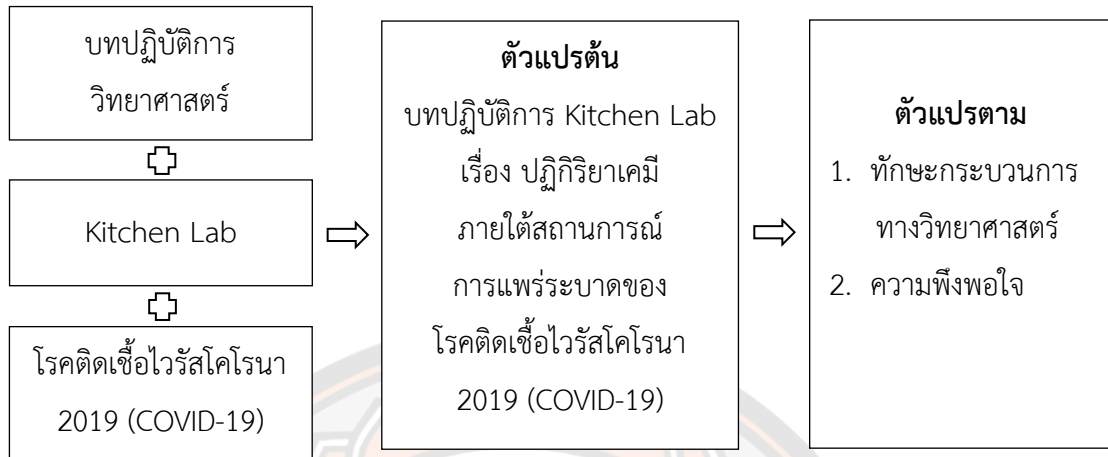 บทปฏิบัติการ
วิทยาศาสตร์
Kitchen Lab
โรคติดเชื้อไวรัสโคโรนา
2019 (COVID-19)
ตัวแปรต้น
บทปฏิบัติการ Kitchen Lab
เรื่อง ปฏิกิริยาเคมี
ภายใต้สถานการณ์
การแพร่ระบาดของ
โรคติดเชื้อไวรัสโคโรนา
2019 (COVID-19)
ตัวแปรตาม
1. ทักษะกระบวนการ
ทางวิทยาศาสตร์
2. ความพึงพอใจ